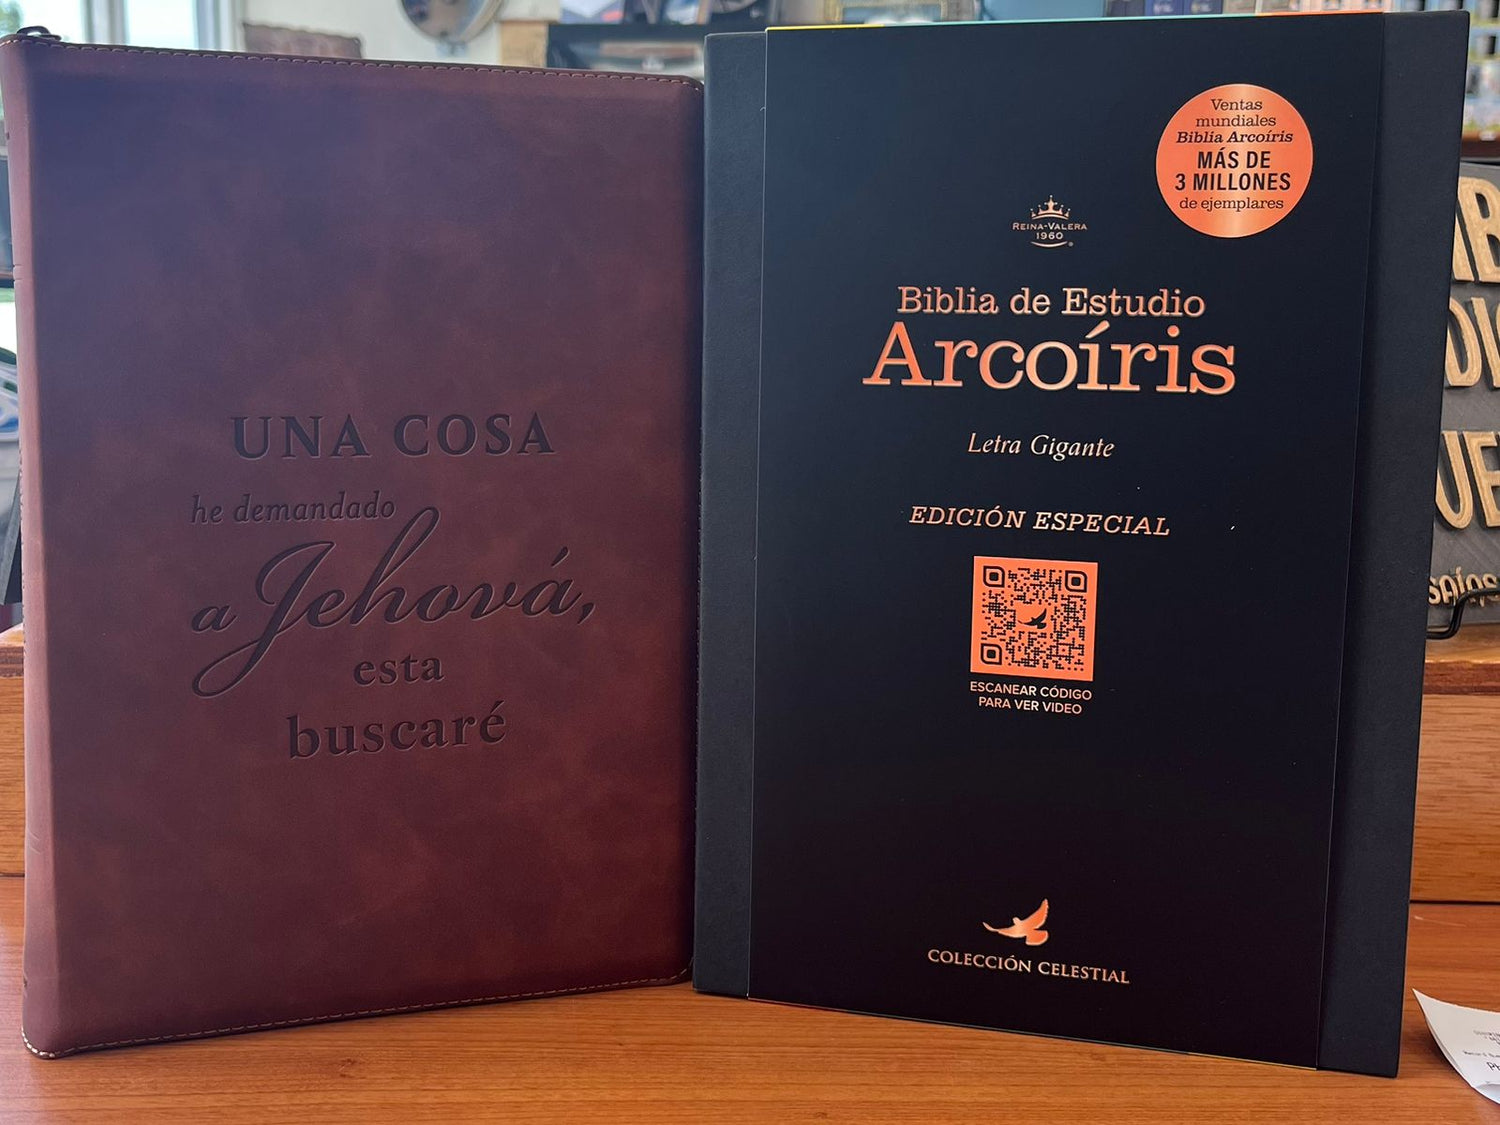 UNA COSA
he demandado
a Jehová,
esta
buscaré
Ventas
mundiales
Biblia Arcoíris
MÁS DE
3 MILLONES
de ejemplares
REINA-VALERA
1960
Biblia de Estudio
Arcoíris
Letra Gigante
EDICIÓN ESPECIAL
ESCANEAR CÓDIGO
PARA VER VIDEO
COLECCIÓN CELESTIAL